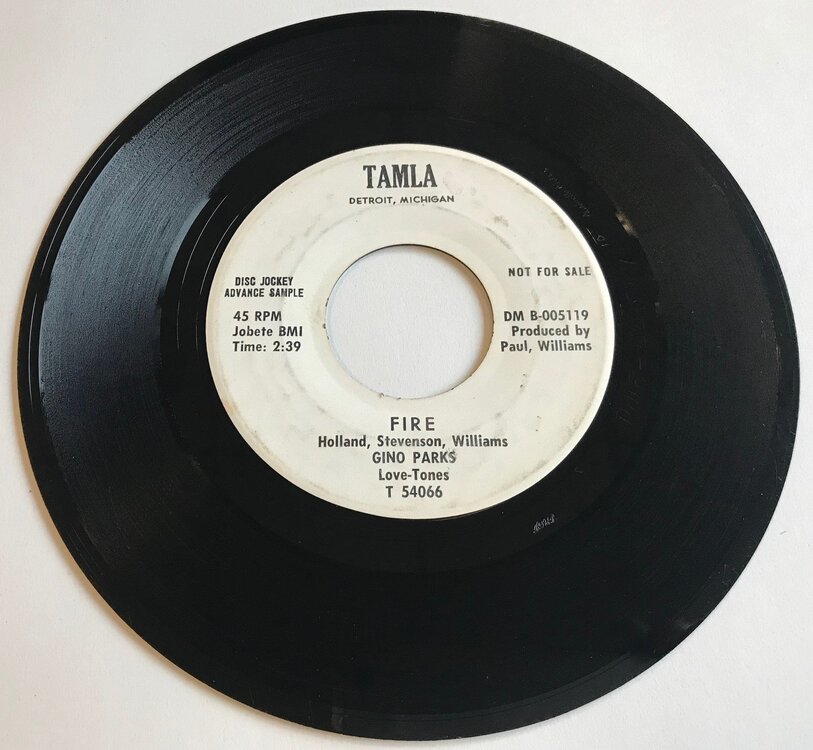 TAMLA
DETROIT, MICHIGAN
DISC JOCKEY
ADVANCE SAMPLE
NOT FOR SALE
45 RPM
Jobete BMI
Time: 2:39
DM B-005119
Produced by
Paul, Williams
FIRE
Holland, Stevenson, Williams
GINO PARKS
Love-Tones
T 54066